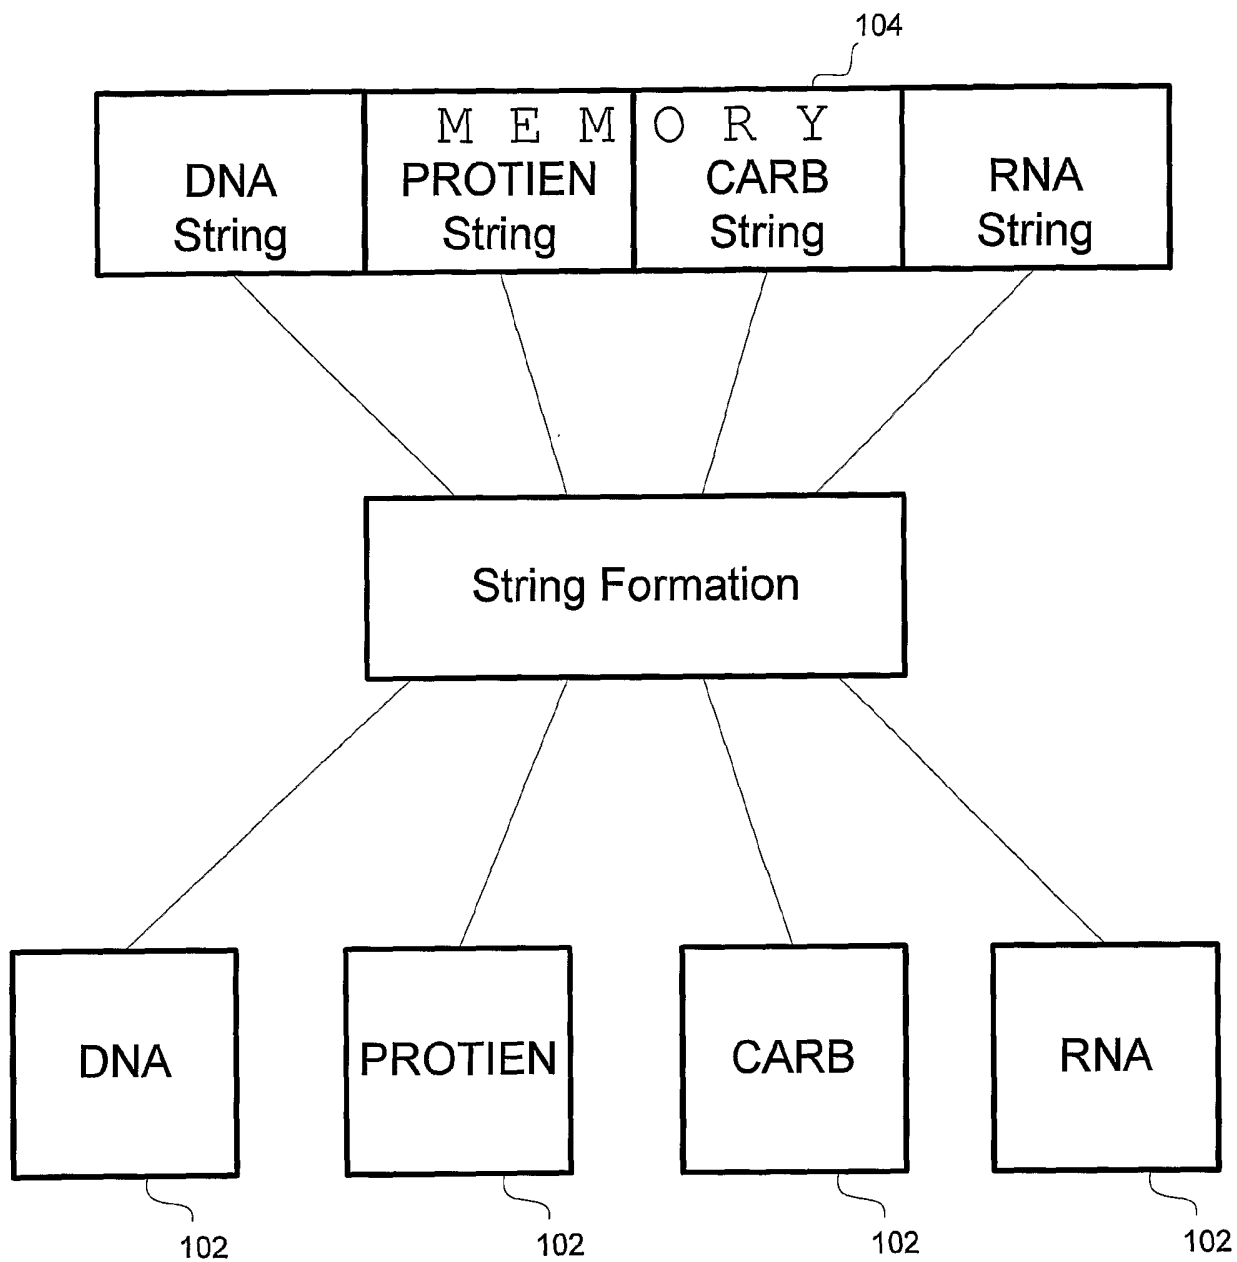 104
M E M O R Y
DNA
String
PROTIEN
String
CARB
String
RNA
String
String Formation
DNA
PROTIEN
CARB
RNA
102
102
102
102